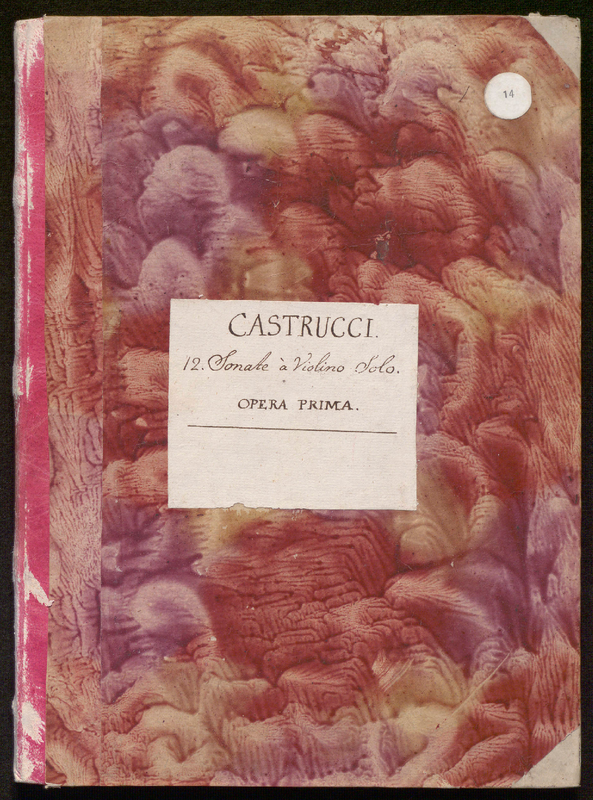 14
CASTRUCCI.
12. Sonate à Violino Solo.
OPERA PRIMA.